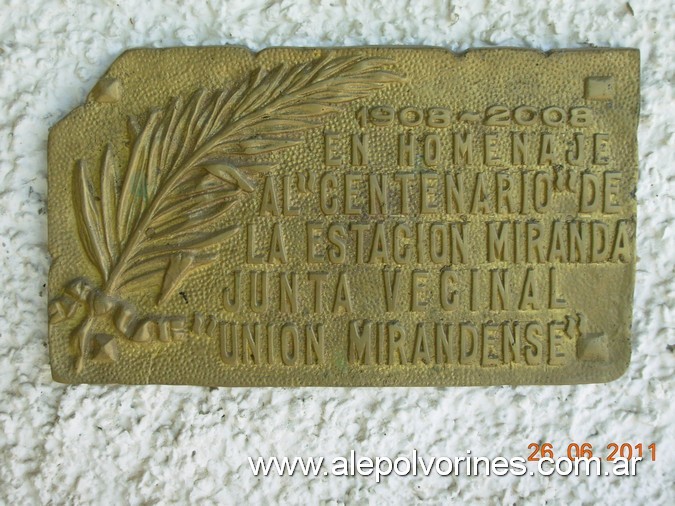 1908~2008
EN HOMENAJE
AL "CENTENARIO" DE
LA ESTACION MIRANDA
JUNTA VECINAL
"UNION MIRANDENSE"
26.06.2011
www.alepolvorines.com.ar